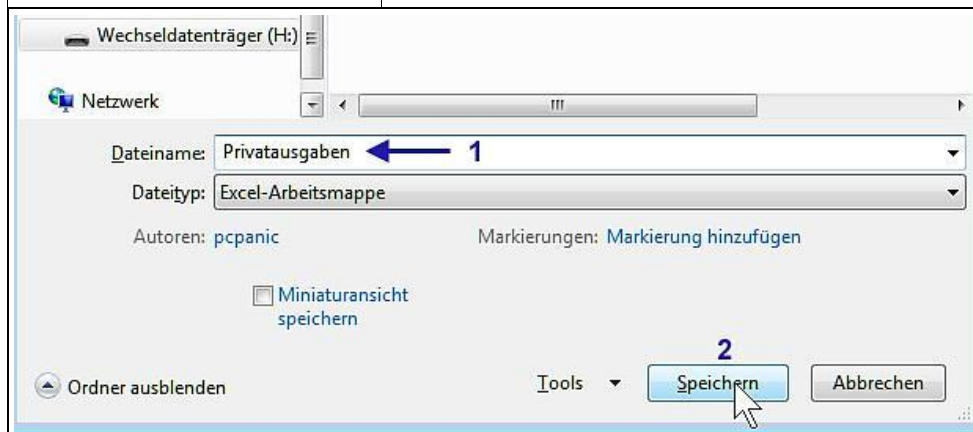 Wechseldatenträger (H:)
Netzwerk
Dateiname: Privatausgaben 1
Dateityp: Excel-Arbeitsmappe
Autoren: pcpanic Markierungen: Markierung hinzufügen
Miniaturansicht
speichern
2
Ordner ausblenden Tools Speichern Abbrechen